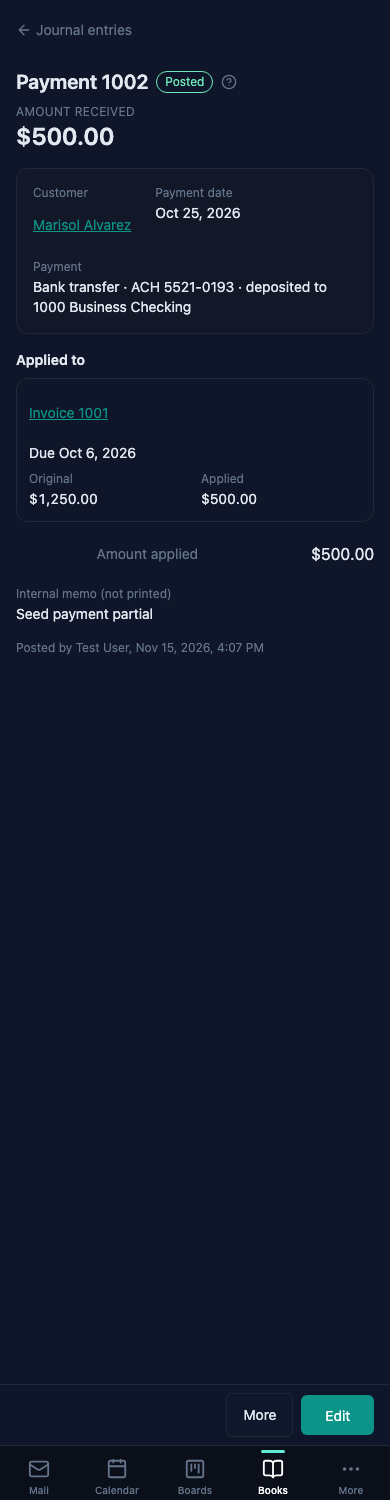 Journal entries
Payment 1002 Posted
AMOUNT RECEIVED
$500.00
Customer
Marisol Alvarez
Payment date
Oct 25, 2026
Payment
Bank transfer · ACH 5521-0193 · deposited to
1000 Business Checking
Applied to
Invoice 1001
Due Oct 6, 2026
Original
$1,250.00
Applied
$500.00
Amount applied $500.00
Internal memo (not printed)
Seed payment partial
Posted by Test User, Nov 15, 2026, 4:07 PM
More Edit
Mail Calendar Boards Books More